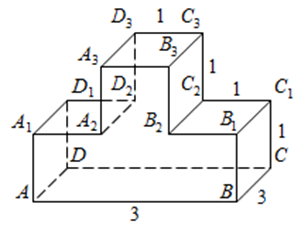 D₃ 1 C₃
A₃ B₃ 1
D₁ D₂ C₂ 1 C₁
A₁ A₂ B₂ B₁ 1
D C
A B 3
3